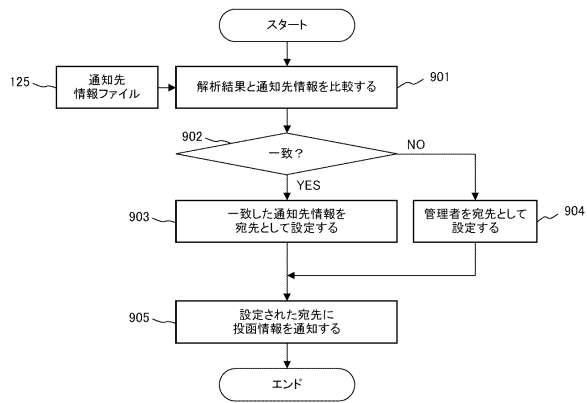 スタート
125
通知先
情報ファイル
解析結果と通知先情報を比較する
901
902
一致？
NO
YES
903
一致した通知先情報を
宛先として設定する
管理者を宛先として
設定する
904
905
設定された宛先に
投函情報を通知する
エンド